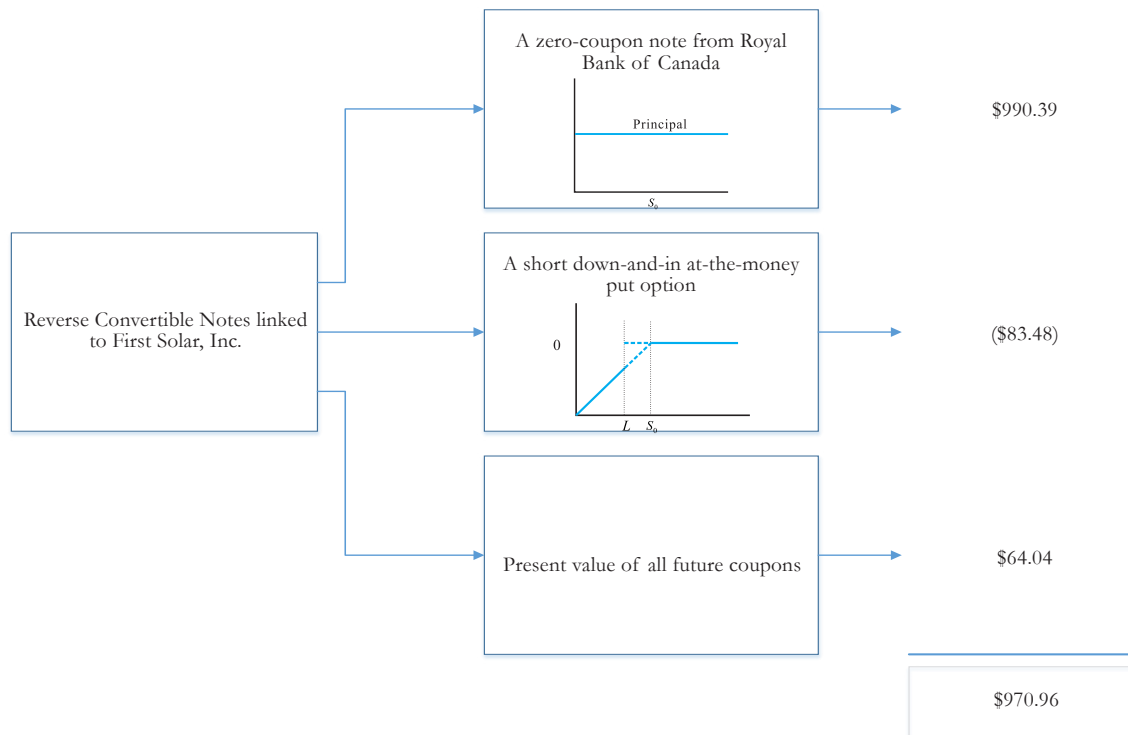 A zero-coupon note from Royal
Bank of Canada
Principal
S₀
$990.39
Reverse Convertible Notes linked
to First Solar, Inc.
A short down-and-in at-the-money
put option
0
L S₀
($83.48)
Present value of all future coupons
$64.04
$970.96